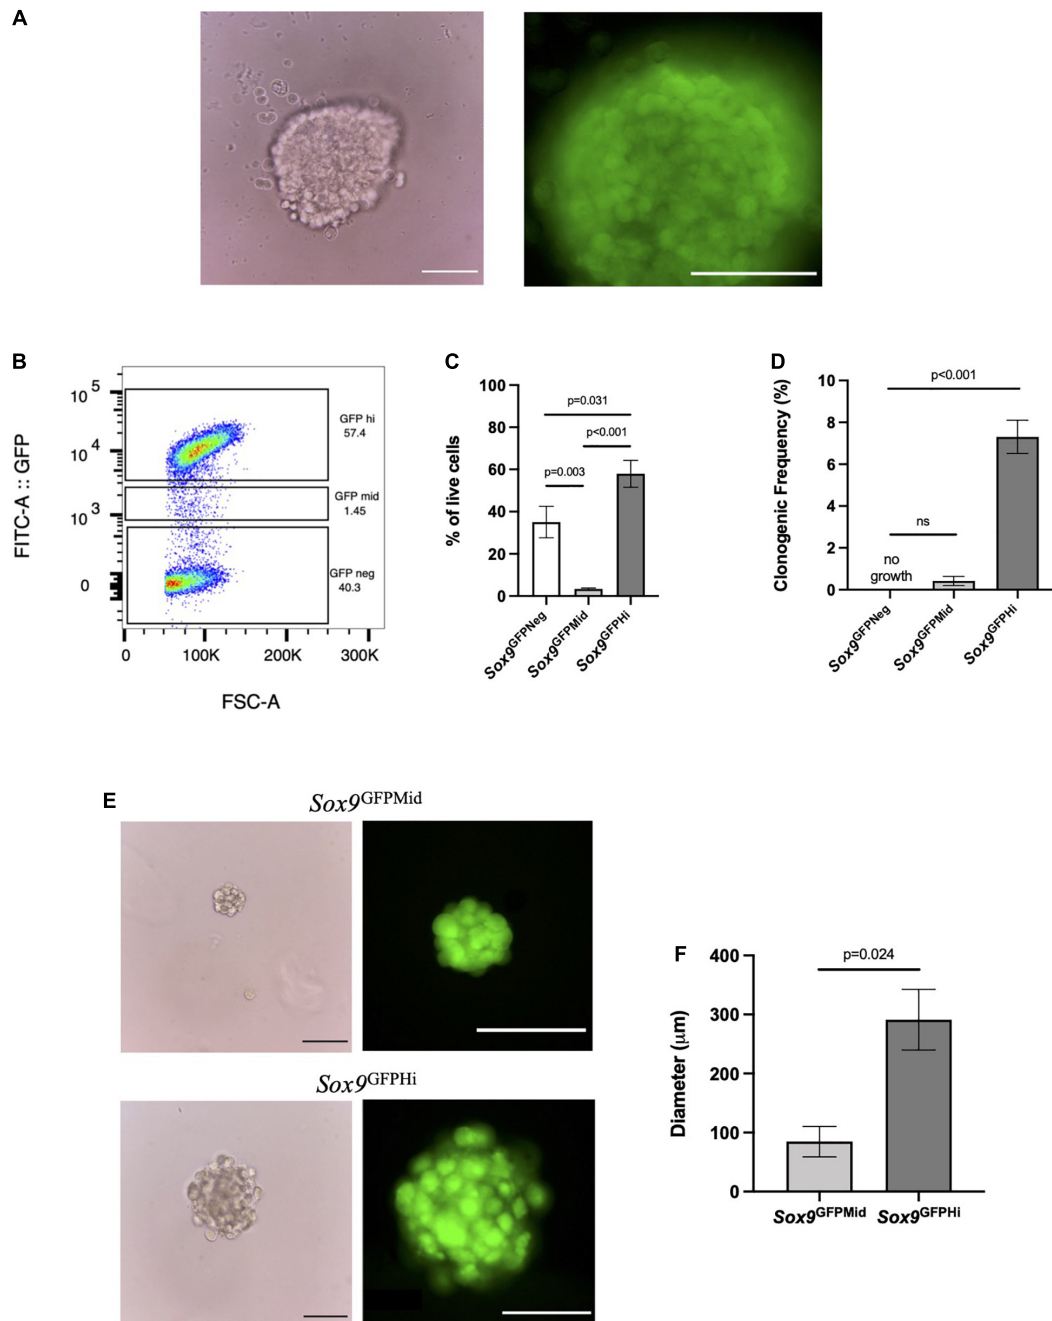 A
B
10 5
10 4
10 3
0
FITC-A :: GFP
GFP hi
57.4
GFP mid
1.45
GFP neg
40.3
0 100K 200K 300K
FSC-A
C
% of live cells
100
80
60
40
20
0
p=0.031
p<0.001
p=0.003
Sox9GFPNeg
Sox9GFPMid
Sox9GFPHi
D
Clonogenic Frequency (%)
10
8
6
4
2
0
p<0.001
ns
no
growth
Sox9GFPNeg
Sox9GFPMid
Sox9GFPHi
E
Sox9GFPMid
Sox9GFPHi
F
Diameter (μm)
400
300
200
100
0
p=0.024
Sox9GFPMid Sox9GFPHi